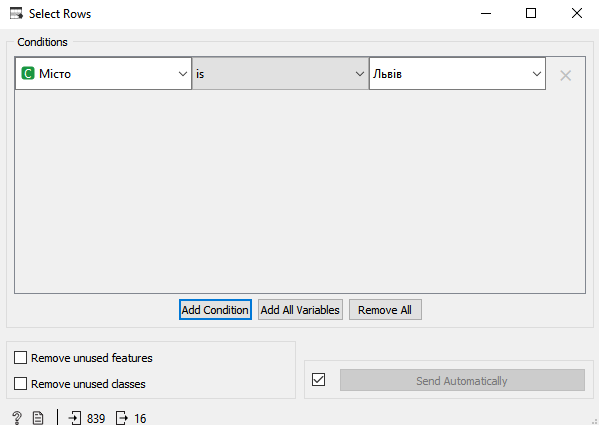 Select Rows
Conditions
C Місто is Львів
Add Condition Add All Variables Remove All
Remove unused features
Remove unused classes
Send Automatically
? 839 16